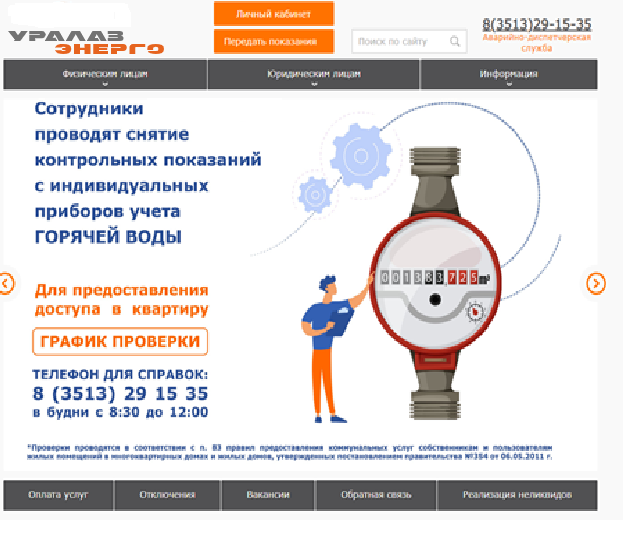 Личный кабинет
УРАЛАЗ
ЭНЕРГО
Передать показания
Поиск по сайту
8(3513)29-15-35
Аварийно-диспетчерская
служба
Физическим лицам
Юридическим лицам
Информация
Сотрудники
проводят снятие
контрольных показаний
с индивидуальных
приборов учета
ГОРЯЧЕЙ ВОДЫ
001383,725 м³
Для предоставления
доступа в квартиру
ГРАФИК ПРОВЕРКИ
ТЕЛЕФОН ДЛЯ СПРАВОК:
8 (3513) 29 15 35
в будни с 8:30 до 12:00
*Проверки проводятся в соответствии с п. 83 правил предоставления коммунальных услуг собственникам и пользователям
жилых помещений в многоквартирных домах и жилых домов, утвержденных постановлением правительства №354 от 06.05.2011 г.
Оплата услуг
Отключения
Вакансии
Обратная связь
Реализация неликвидов